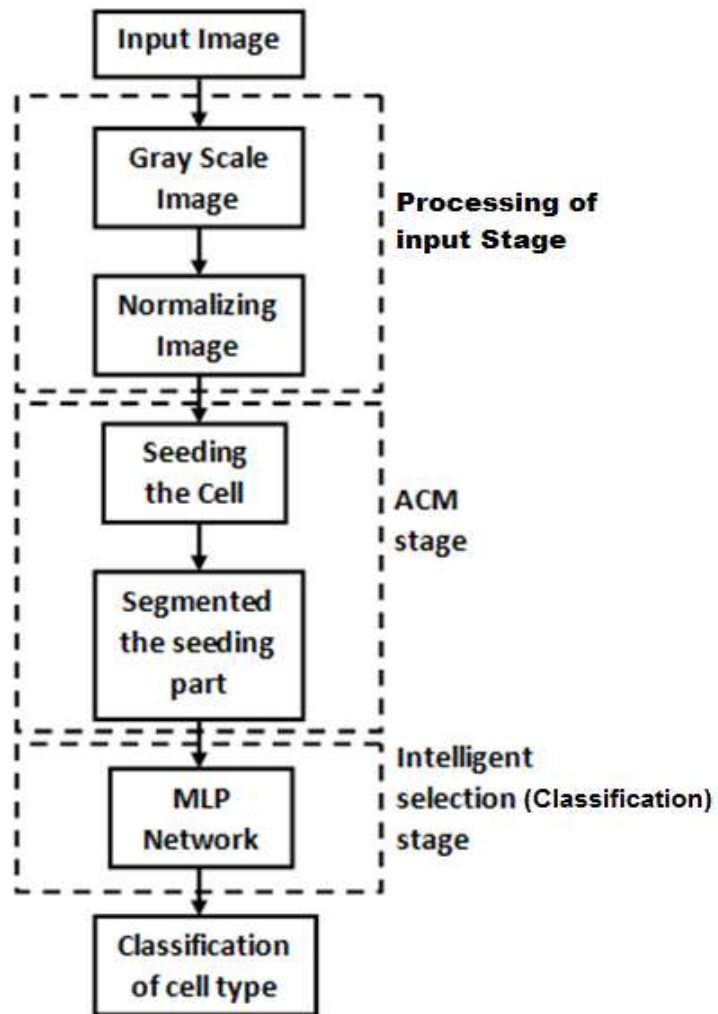 Input Image
Gray Scale
Image
Processing of
input Stage
Normalizing
Image
Seeding
the Cell
ACM
stage
Segmented
the seeding
part
Intelligent
selection (Classification)
stage
MLP
Network
Classification
of cell type